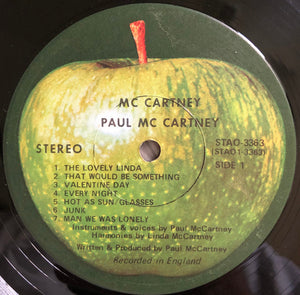 MC CARTNEY
PAUL MC CARTNEY
STEREO
STAO-3363
(STAO1-3363)
SIDE 1
1. THE LOVELY LINDA
2. THAT WOULD BE SOMETHING
3. VALENTINE DAY
4. EVERY NIGHT
5. HOT AS SUN/GLASSES
6. JUNK
7. MAN WE WAS LONELY
Instruments & voices by Paul McCartney
Harmonies by Linda McCartney
Written & Produced by Paul McCartney
Recorded in England